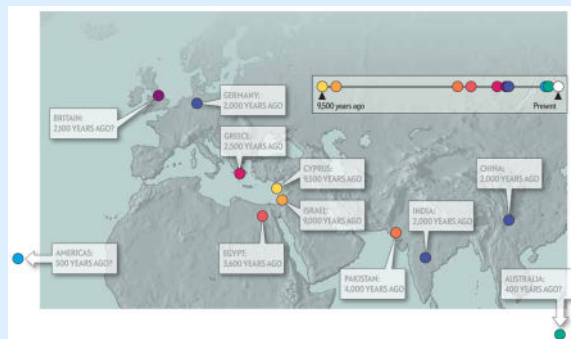 9,500 years ago
Present
GERMANY:
2,000 YEARS AGO
BRITAIN:
2,100 YEARS AGO?
GREECE:
2,500 YEARS AGO
CYPRUS:
9,500 YEARS AGO
CHINA:
2,000 YEARS AGO
ISRAEL:
9,000 YEARS AGO
INDIA:
2,000 YEARS AGO
AMERICAS:
500 YEARS AGO?
EGYPT:
3,600 YEARS AGO
PAKISTAN:
4,000 YEARS AGO
AUSTRALIA:
400 YEARS AGO?